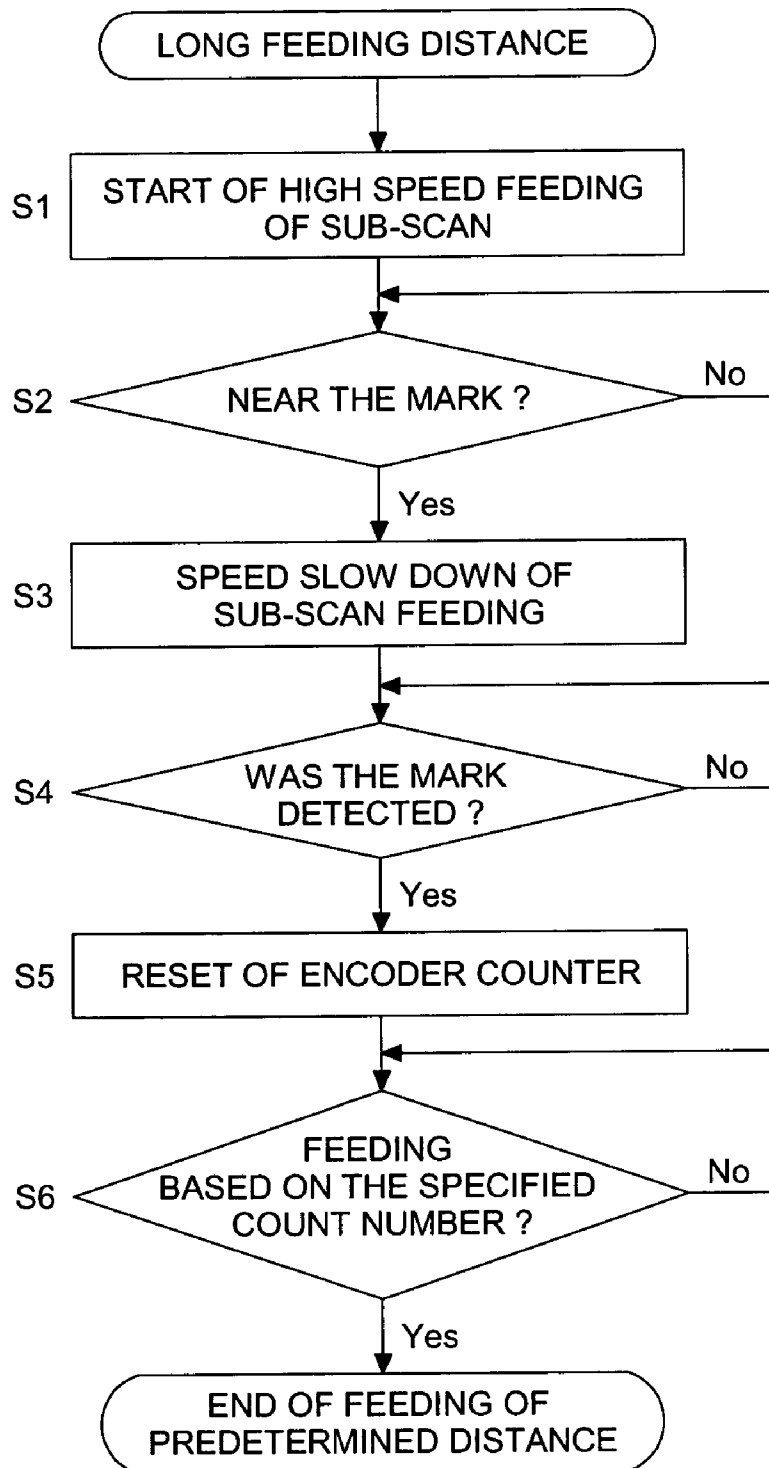 LONG FEEDING DISTANCE
S1
START OF HIGH SPEED FEEDING
OF SUB-SCAN
S2
NEAR THE MARK ?
No
Yes
S3
SPEED SLOW DOWN OF
SUB-SCAN FEEDING
S4
WAS THE MARK
DETECTED ?
No
Yes
S5
RESET OF ENCODER COUNTER
S6
FEEDING
BASED ON THE SPECIFIED
COUNT NUMBER ?
No
Yes
END OF FEEDING OF
PREDETERMINED DISTANCE